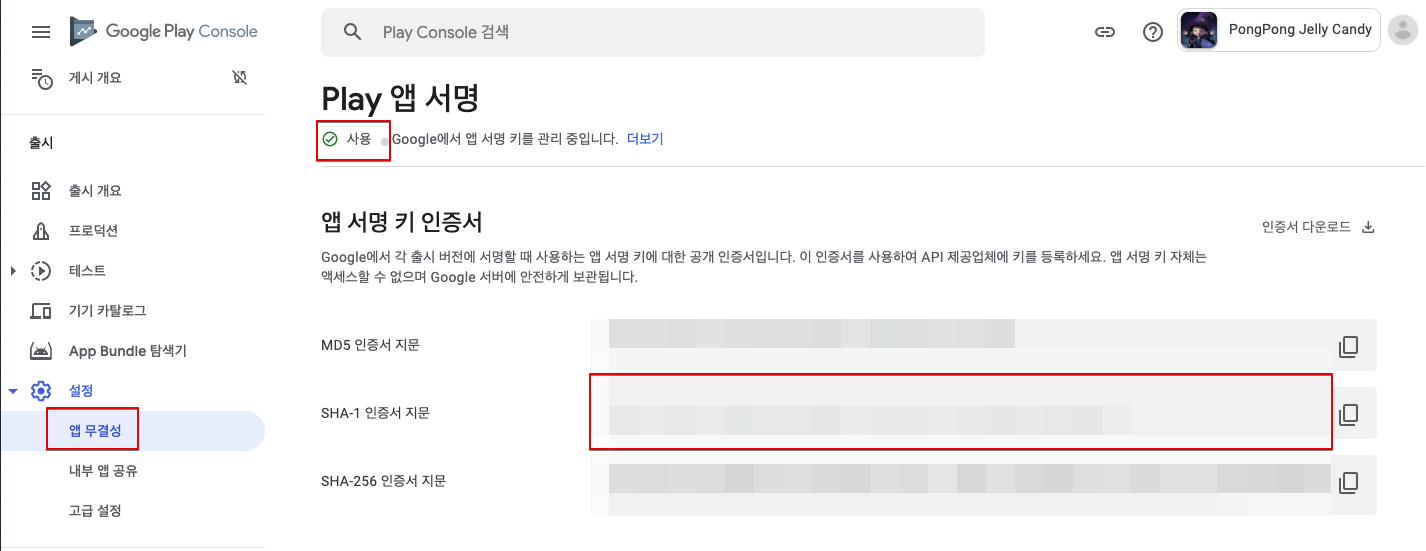 Google Play Console
Play Console 검색
PongPong Jelly Candy
게시 개요
출시
출시 개요
프로덕션
테스트
기기 카탈로그
App Bundle 탐색기
설정
앱 무결성
내부 앱 공유
고급 설정
Play 앱 서명
사용 Google에서 앱 서명 키를 관리 중입니다. 더보기
앱 서명 키 인증서
인증서 다운로드
Google에서 각 출시 버전에 서명할 때 사용하는 앱 서명 키에 대한 공개 인증서입니다. 이 인증서를 사용하여 API 제공업체에 키를 등록하세요. 앱 서명 키 자체는
액세스할 수 없으며 Google 서버에 안전하게 보관됩니다.
MD5 인증서 지문
SHA-1 인증서 지문
SHA-256 인증서 지문